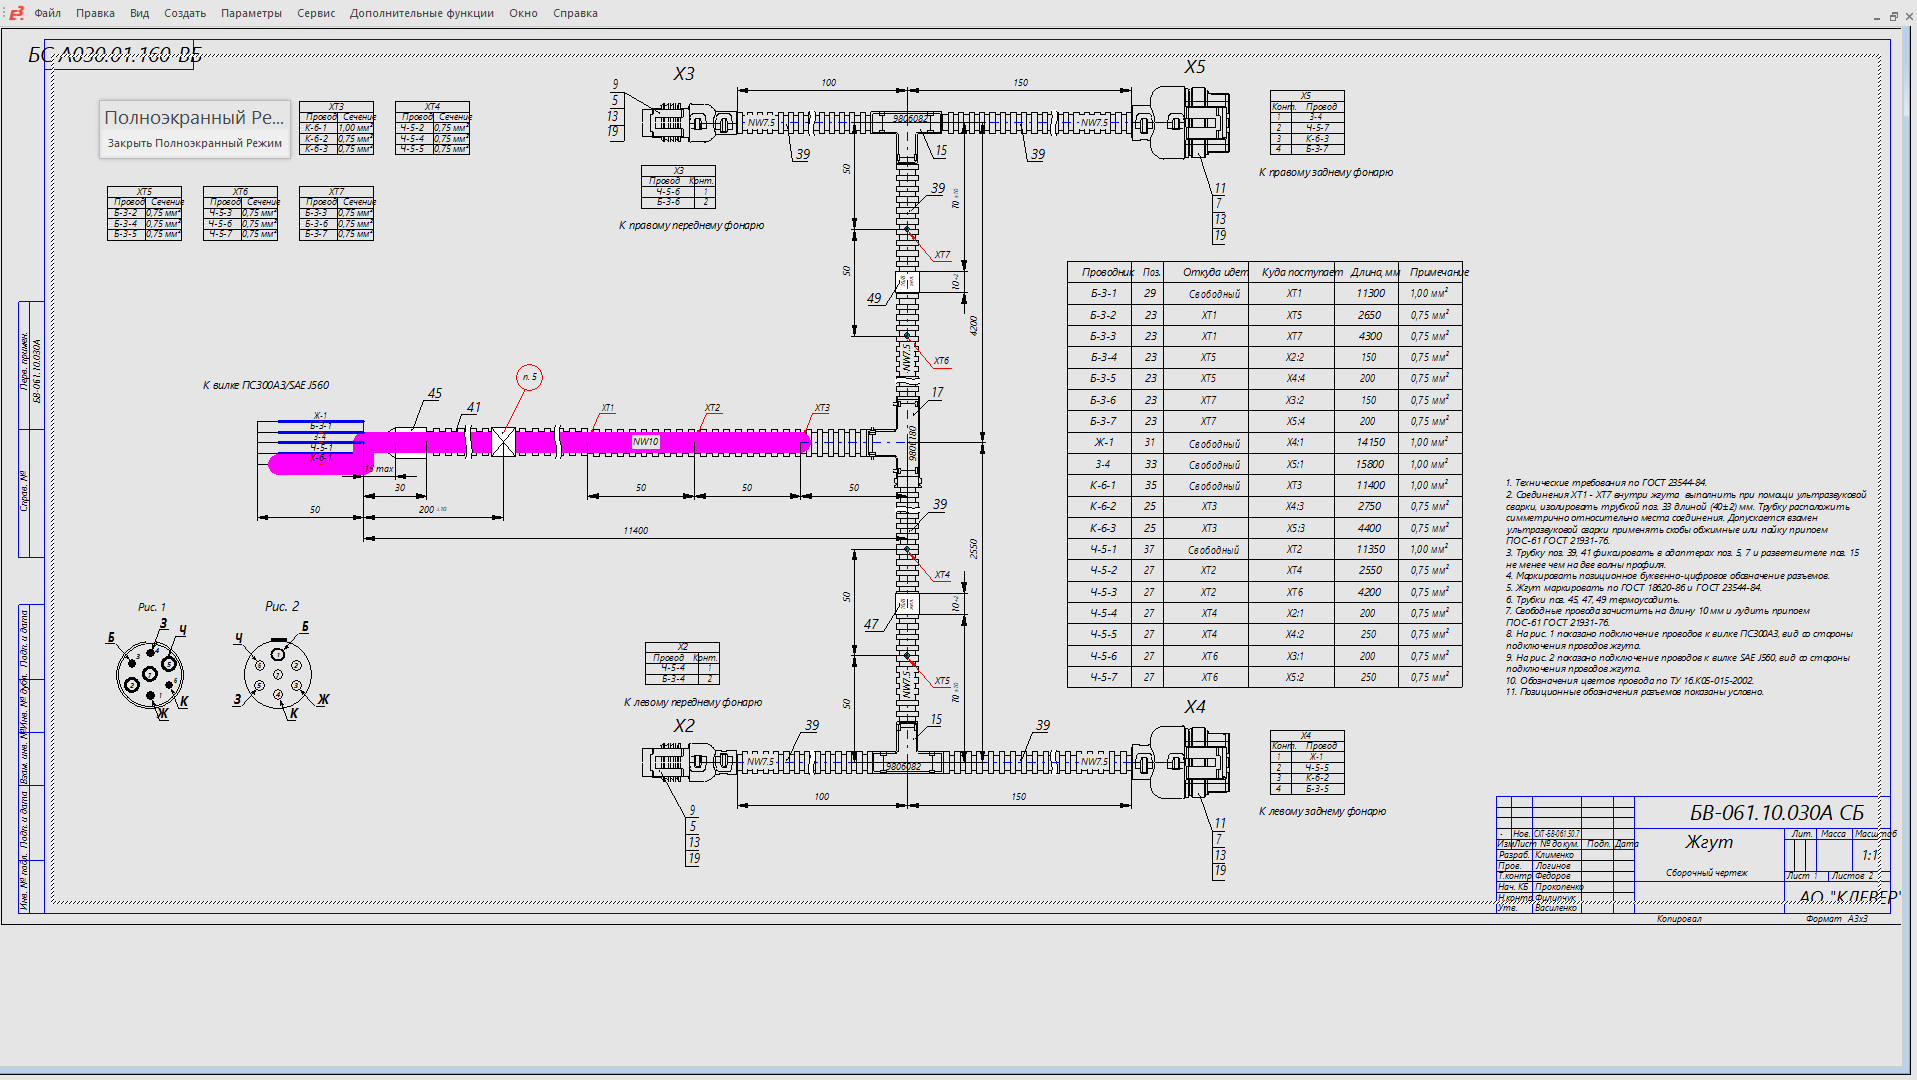 Файл Правка Вид Создать Параметры Сервис Дополнительные функции Окно Справка
БС А030.01.160-ВБ
Полноэкранный Ре...
Закрыть Полноэкранный Режим
XT3
Провод Сечение
К-6-1 1,00 мм²
К-6-2 0,75 мм²
К-6-3 0,75 мм²
XT4
Провод Сечение
Ч-5-2 0,75 мм²
Ч-5-4 0,75 мм²
Ч-5-5 0,75 мм²
XT5
Провод Сечение
Б-3-2 0,75 мм²
Б-3-4 0,75 мм²
Б-3-5 0,75 мм²
XT6
Провод Сечение
Ч-5-3 0,75 мм²
Ч-5-6 0,75 мм²
Ч-5-7 0,75 мм²
XT7
Провод Сечение
Б-3-3 0,75 мм²
Б-3-6 0,75 мм²
Б-3-7 0,75 мм²
X3
9
5
13
19
100
150
NW7.5
9806082
NW7.5
39
15
39
X5
X5
Конт. Провод
1 З-4
2 Ч-5-7
3 К-6-3
4 Б-3-7
К правому заднему фонарю
11
7
13
19
X3
Провод Конт.
Ч-5-6 1
Б-3-6 2
К правому переднему фонарю
50
39
70 ±10
XT7
50
49
10±2
4200
NW7.5
XT6
17
9806180
Проводник Поз. Откуда идет Куда поступает Длина, мм Примечание
Б-3-1 29 Свободный XT1 11300 1,00 мм²
Б-3-2 23 XT1 XT5 2650 0,75 мм²
Б-3-3 23 XT1 XT7 4300 0,75 мм²
Б-3-4 23 XT5 X2:2 150 0,75 мм²
Б-3-5 23 XT5 X4:4 200 0,75 мм²
Б-3-6 23 XT7 X3:2 150 0,75 мм²
Б-3-7 23 XT7 X5:4 200 0,75 мм²
Ж-1 31 Свободный X4:1 14150 1,00 мм²
З-4 33 Свободный X5:1 15800 1,00 мм²
К-6-1 35 Свободный XT3 11400 1,00 мм²
К-6-2 25 XT3 X4:3 2750 0,75 мм²
К-6-3 25 XT3 X5:3 4400 0,75 мм²
Ч-5-1 37 Свободный XT2 11350 1,00 мм²
Ч-5-2 27 XT2 XT4 2550 0,75 мм²
Ч-5-3 27 XT2 XT6 4200 0,75 мм²
Ч-5-4 27 XT4 X2:1 200 0,75 мм²
Ч-5-5 27 XT4 X4:2 250 0,75 мм²
Ч-5-6 27 XT6 X3:1 200 0,75 мм²
Ч-5-7 27 XT6 X5:2 250 0,75 мм²
К вилке ПС300А3/SAE J560
п. 5
45
41
XT1
XT2
XT3
Ж-1
Б-3-1
З-4
Ч-5-1
К-6-1
NW10
15 max
30
50
200 ±10
50
50
50
11400
39
2550
50
XT4
10±2
47
XT5
NW7.5
70 ±10
50
15
1. Технические требования по ГОСТ 23544-84.
2. Соединения XT1 - XT7 внутри жгута выполнить при помощи ультразвуковой
сварки, изолировать трубкой поз. 33 длиной (40±2) мм. Трубку расположить
симметрично относительно места соединения. Допускается взамен
ультразвуковой сварки применять скобы обжимные или пайку припоем
ПОС-61 ГОСТ 21931-76.
3. Трубку поз. 39, 41 фиксировать в адаптерах поз. 5, 7 и разветвителе поз. 15
не менее чем на две волны профиля.
4. Маркировать позиционное буквенно-цифровое обозначение разъемов.
5. Жгут маркировать по ГОСТ 18620-86 и ГОСТ 23544-84.
6. Трубки поз. 45, 47, 49 термоусадить.
7. Свободные провода зачистить на длину 10 мм и лудить припоем
ПОС-61 ГОСТ 21931-76.
8. На рис. 1 показано подключение проводов к вилке ПС300А3, вид со стороны
подключения проводов жгута.
9. На рис. 2 показано подключение проводов к вилке SAE J560, вид со стороны
подключения проводов жгута.
10. Обозначения цветов провода по ТУ 16.К05-015-2002.
11. Позиционные обозначения разъемов показаны условно.
Рис. 1
Б З Ч К Ж
Рис. 2
Ч Б З К Ж
X2
Провод Конт.
Ч-5-4 1
Б-3-4 2
К левому переднему фонарю
X2
39
39
NW7.5
9806082
NW7.5
100
150
9
5
13
19
X4
X4
Конт. Провод
1 Ж-1
2 Ч-5-5
3 К-6-2
4 Б-3-5
К левому заднему фонарю
11
7
13
19
Перв. примен.
БВ-061.10.030А
Справ. №
Подп. и дата
Инв. № дубл.
Взам. инв. №
Подп. и дата
Инв. № подл.
БВ-061.10.030А СБ
- Нов. СХТ-БВ-061.50.7
Изм Лист № докум. Подп. Дата
Разраб. Клименко
Пров. Логинов
Т.контр Федоров
Нач. КБ Прокопенко
Н.контр Филипчук
Утв. Василенко
Жгут
Сборочный чертеж
Лит. Масса Масштаб
1:1
Лист 1 Листов 2
АО "КЛЕВЕР"
Копировал Формат А3х3